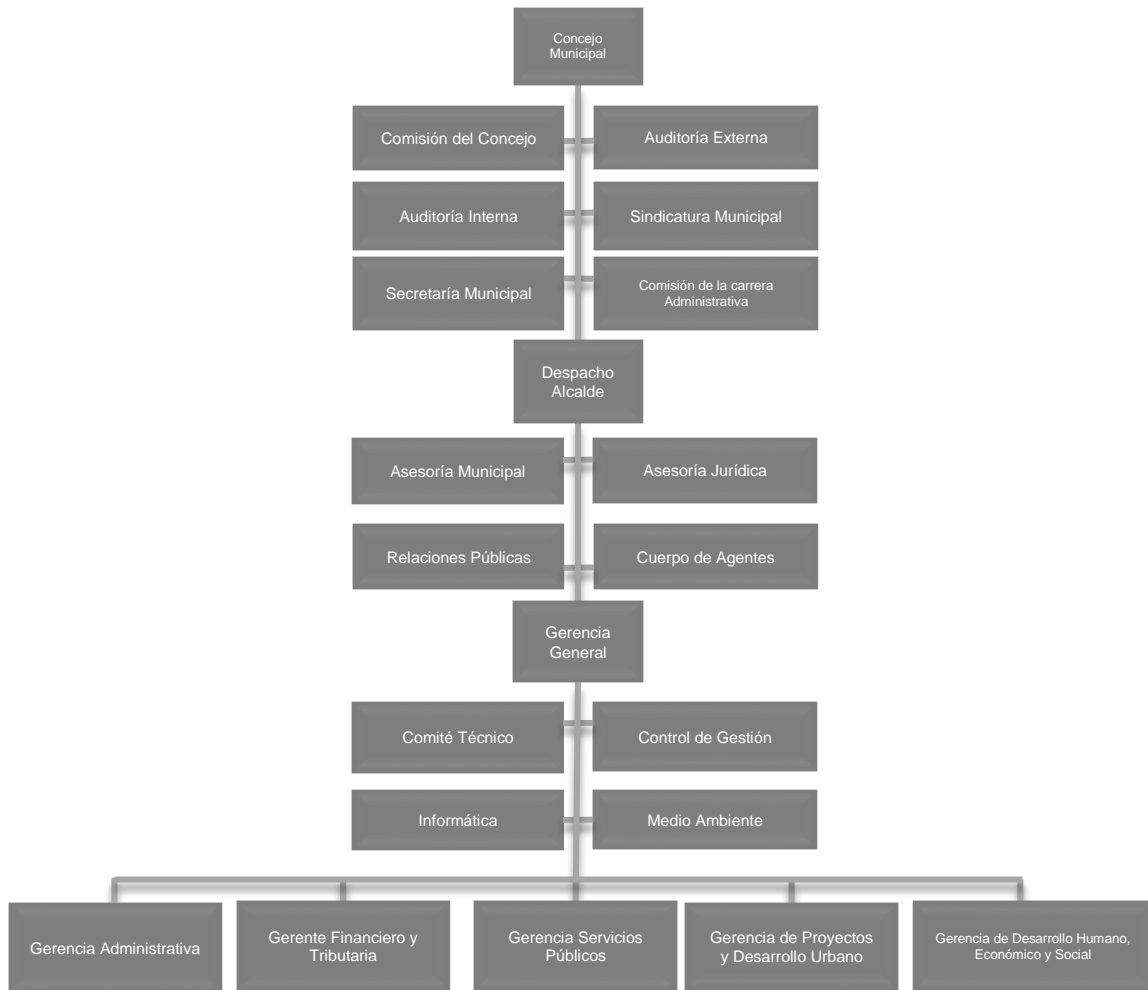 Concejo
Municipal
Comisión del Concejo
Auditoría Externa
Auditoría Interna
Sindicatura Municipal
Secretaría Municipal
Comisión de la carrera
Administrativa
Despacho
Alcalde
Asesoría Municipal
Asesoría Jurídica
Relaciones Públicas
Cuerpo de Agentes
Gerencia
General
Comité Técnico
Control de Gestión
Informática
Medio Ambiente
Gerencia Administrativa
Gerente Financiero y
Tributaria
Gerencia Servicios
Públicos
Gerencia de Proyectos
y Desarrollo Urbano
Gerencia de Desarrollo Humano,
Económico y Social